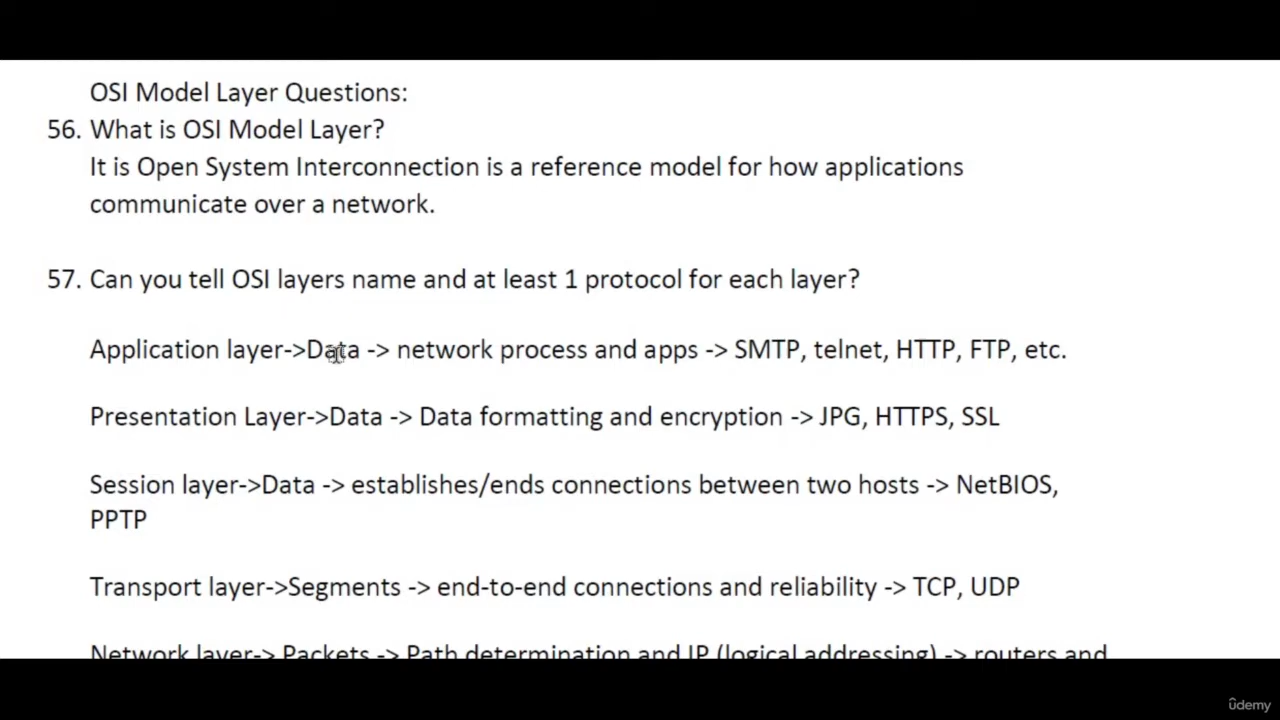 OSI Model Layer Questions:
56. What is OSI Model Layer?
It is Open System Interconnection is a reference model for how applications
communicate over a network.
57. Can you tell OSI layers name and at least 1 protocol for each layer?
Application layer->Data -> network process and apps -> SMTP, telnet, HTTP, FTP, etc.
Presentation Layer->Data -> Data formatting and encryption -> JPG, HTTPS, SSL
Session layer->Data -> establishes/ends connections between two hosts -> NetBIOS,
PPTP
Transport layer->Segments -> end-to-end connections and reliability -> TCP, UDP
Network layer-> Packets -> Path determination and IP (logical addressing) -> routers and
ûdemy